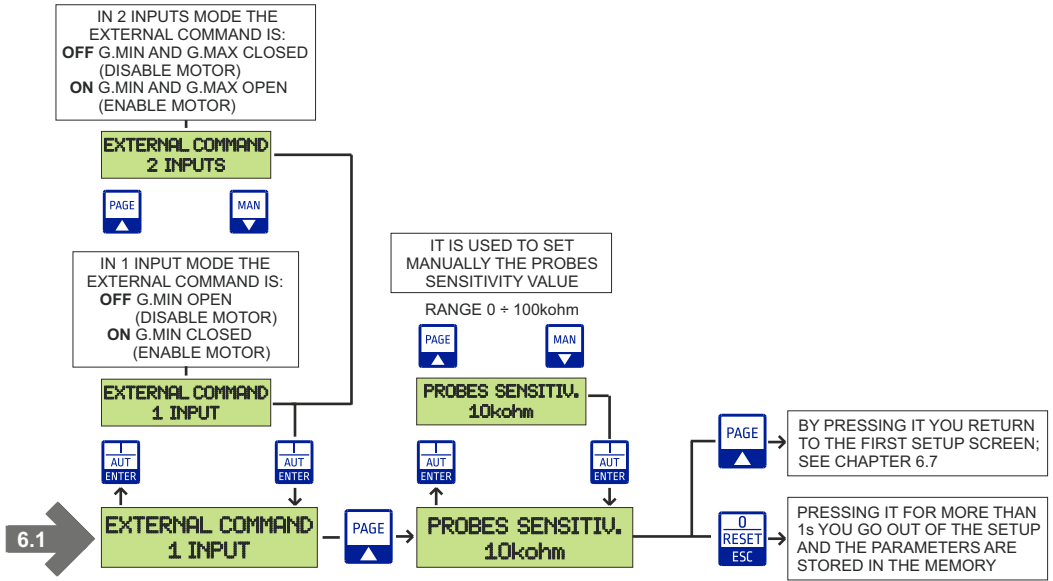 IN 2 INPUTS MODE THE
EXTERNAL COMMAND IS:
OFF G.MIN AND G.MAX CLOSED
(DISABLE MOTOR)
ON G.MIN AND G.MAX OPEN
(ENABLE MOTOR)
EXTERNAL COMMAND
2 INPUTS
PAGE
MAN
IN 1 INPUT MODE THE
EXTERNAL COMMAND IS:
OFF G.MIN OPEN
(DISABLE MOTOR)
ON G.MIN CLOSED
(ENABLE MOTOR)
EXTERNAL COMMAND
1 INPUT
I
AUT
ENTER
I
AUT
ENTER
6.1
EXTERNAL COMMAND
1 INPUT
PAGE
IT IS USED TO SET
MANUALLY THE PROBES
SENSITIVITY VALUE
RANGE 0 ÷ 100kohm
PAGE
MAN
PROBES SENSITIV.
10kohm
I
AUT
ENTER
I
AUT
ENTER
PROBES SENSITIV.
10kohm
PAGE
BY PRESSING IT YOU RETURN
TO THE FIRST SETUP SCREEN;
SEE CHAPTER 6.7
0
RESET
ESC
PRESSING IT FOR MORE THAN
1s YOU GO OUT OF THE SETUP
AND THE PARAMETERS ARE
STORED IN THE MEMORY